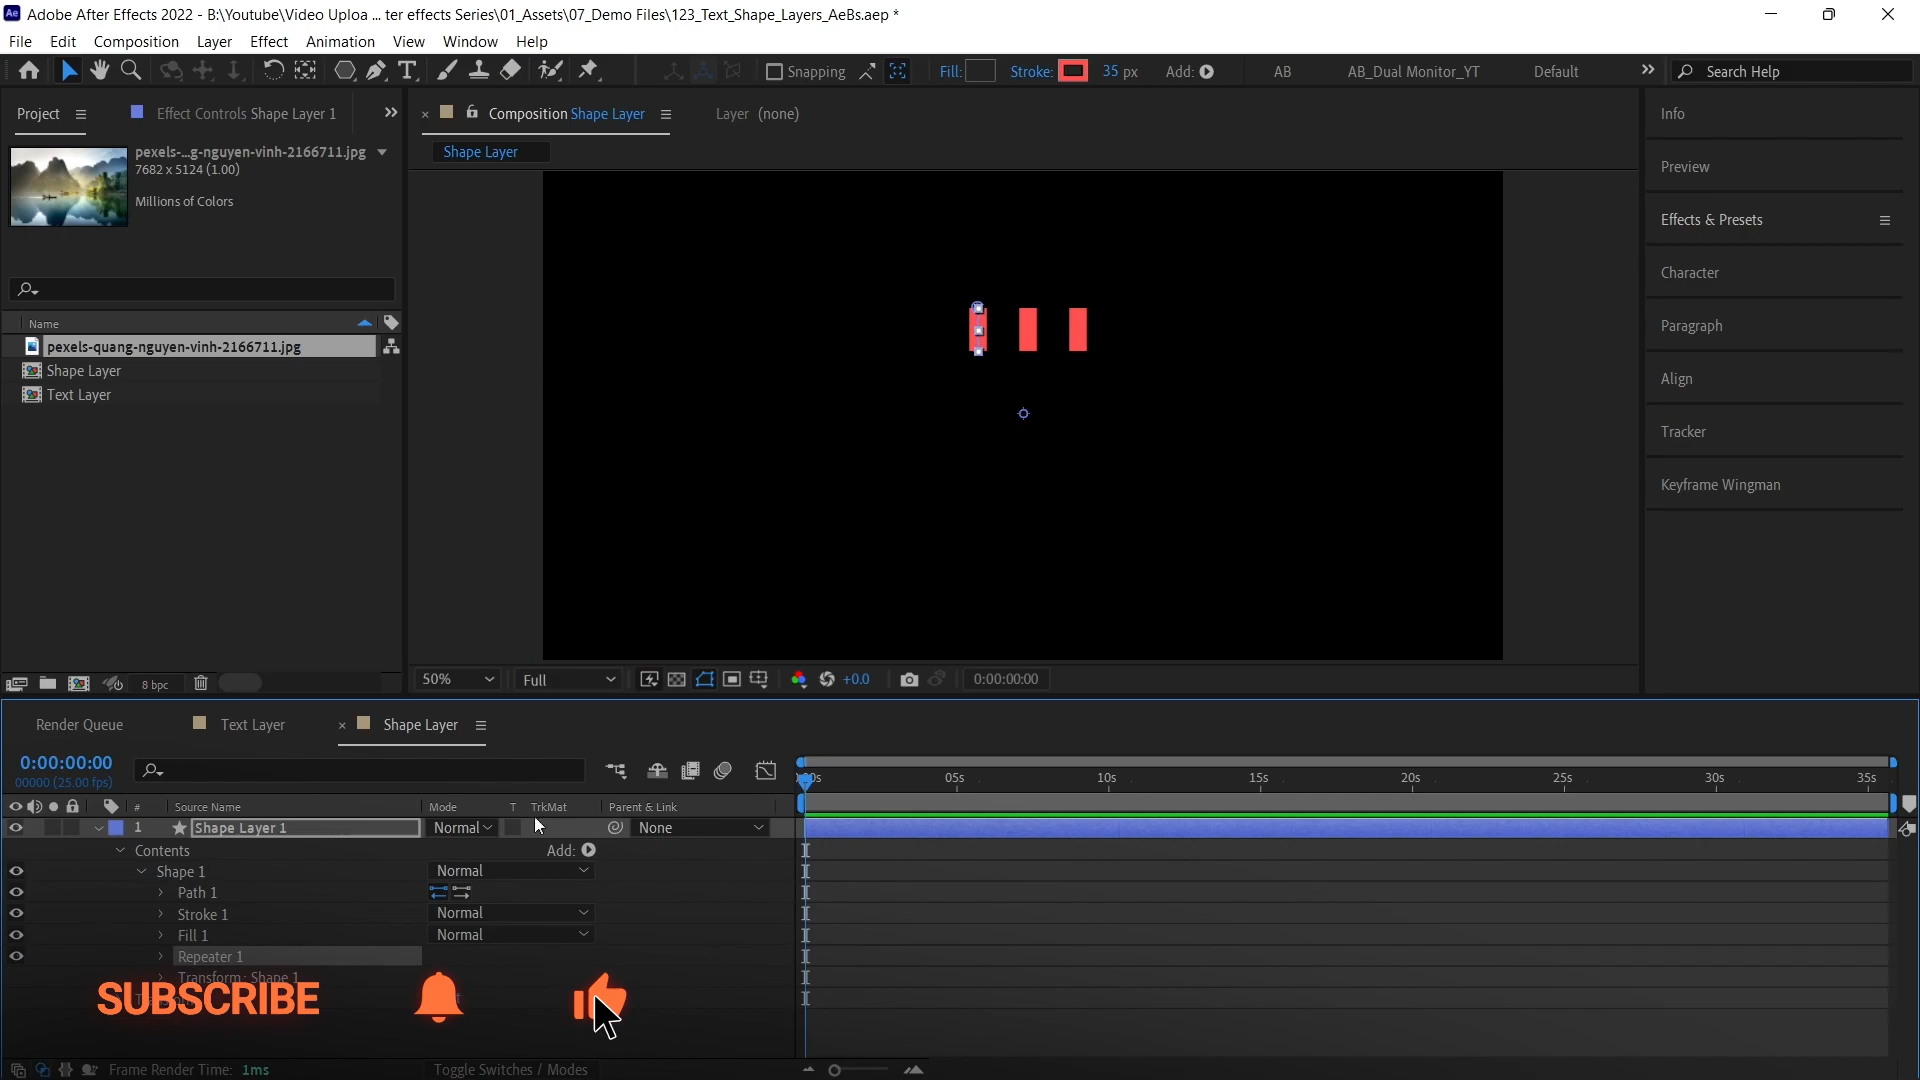 Ae Adobe After Effects 2022 - B:\Youtube\Video Uploa ... ter effects Series\01_Assets\07_Demo Files\123_Text_Shape_Layers_AeBs.aep *
File Edit Composition Layer Effect Animation View Window Help
Snapping Fill: Stroke: 35 px Add: AB AB_Dual Monitor_YT Default Search Help
Project Effect Controls Shape Layer 1 Composition Shape Layer Layer (none) Info
pexels-...g-nguyen-vinh-2166711.jpg Shape Layer
7682 x 5124 (1.00) Preview
Millions of Colors
Effects & Presets
Character
Name
Paragraph
pexels-quang-nguyen-vinh-2166711.jpg
Shape Layer Align
Text Layer
Tracker
Keyframe Wingman
8 bpc 50% Full +0.0 0:00:00:00
Render Queue Text Layer Shape Layer
0:00:00:00
00000 (25.00 fps) 05s 10s 15s 20s 25s 30s 35s
# Source Name Mode T TrkMat Parent & Link
1 Shape Layer 1 Normal None
Contents Add:
Shape 1 Normal
Path 1
Stroke 1 Normal
Fill 1 Normal
Repeater 1
Transform: Shape 1
SUBSCRIBE
Frame Render Time: 1ms Toggle Switches / Modes